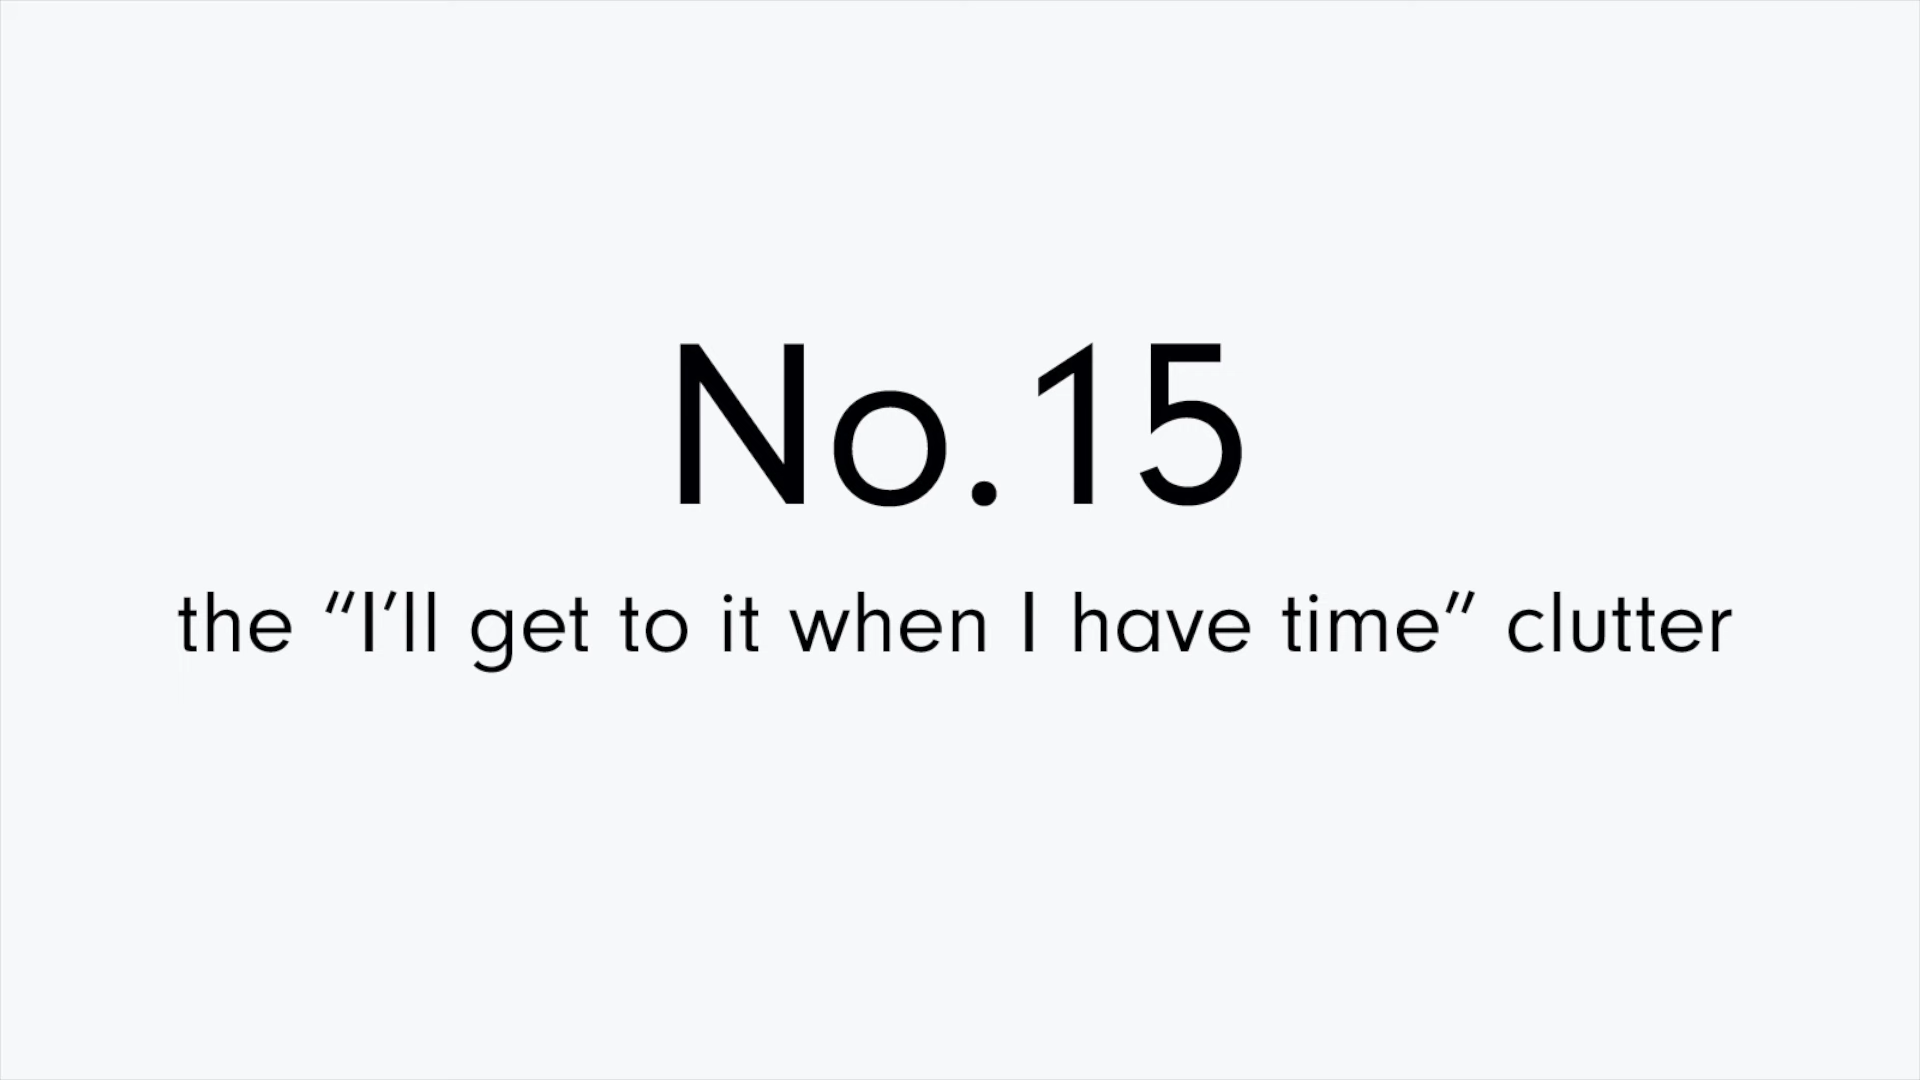 No.15
the “I’ll get to it when I have time” clutter